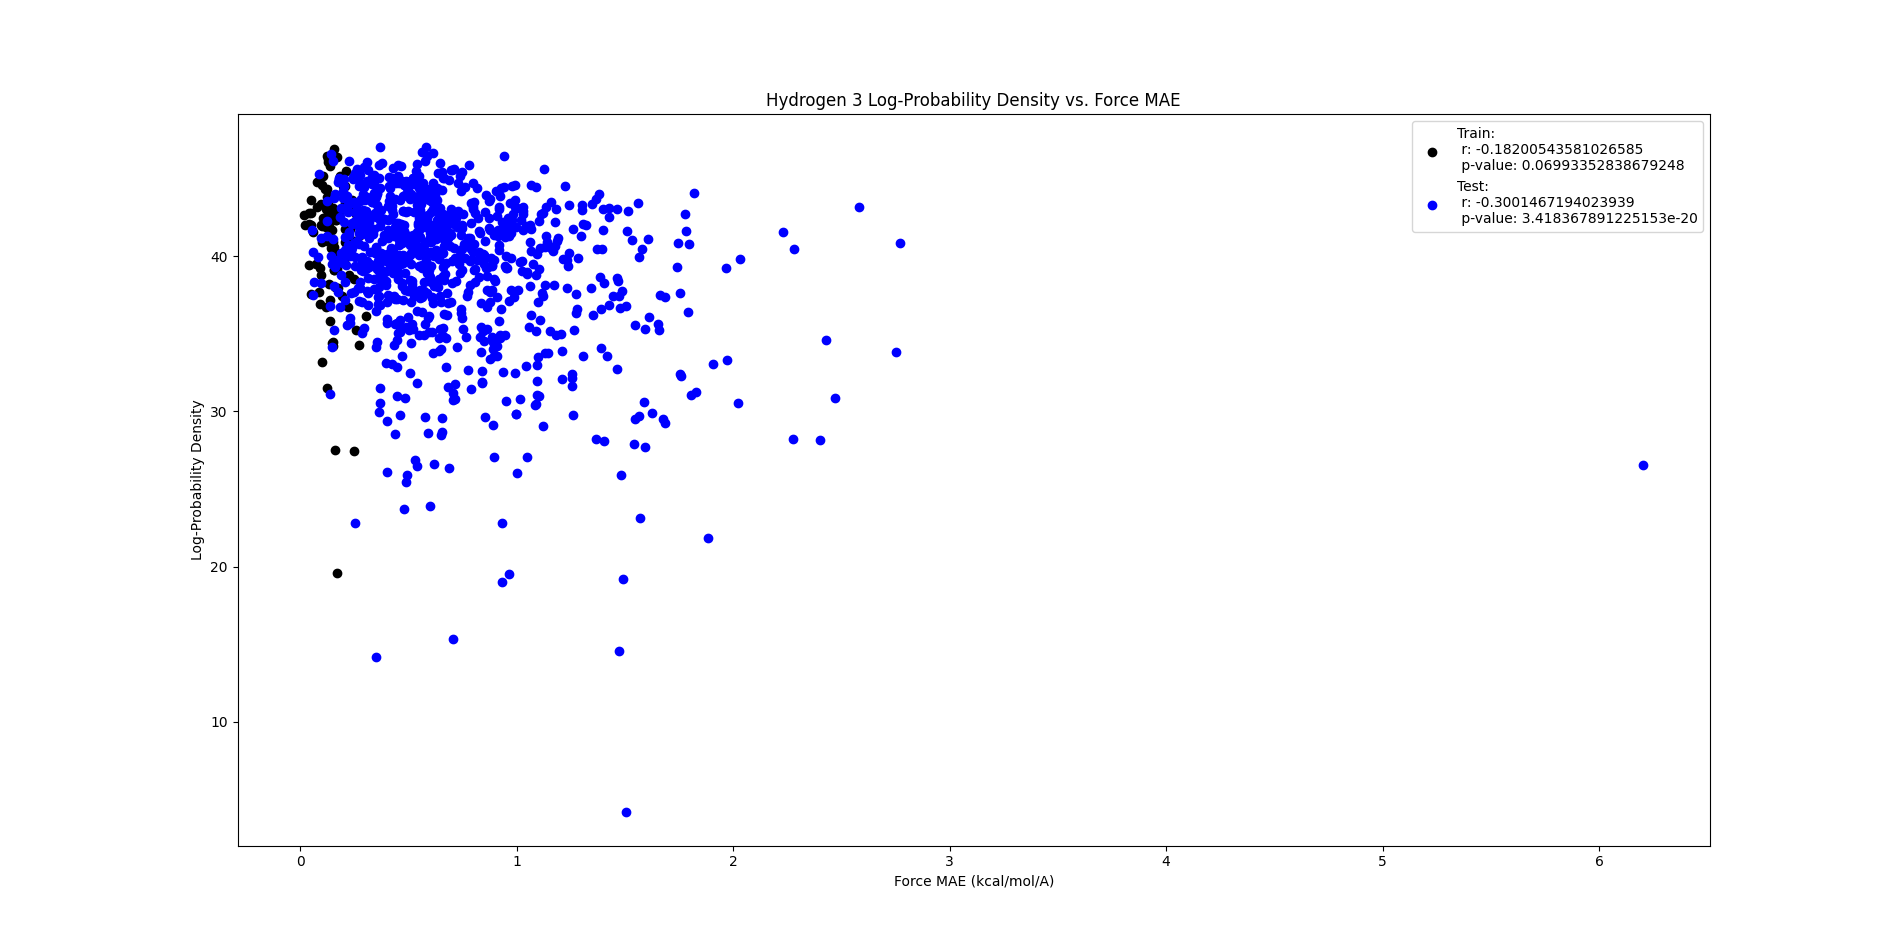 Hydrogen 3 Log-Probability Density vs. Force MAE
Train:
r: -0.18200543581026585
p-value: 0.06993352838679248
Test:
r: -0.3001467194023939
p-value: 3.418367891225153e-20
Log-Probability Density
40
30
20
10
0 1 2 3 4 5 6
Force MAE (kcal/mol/A)